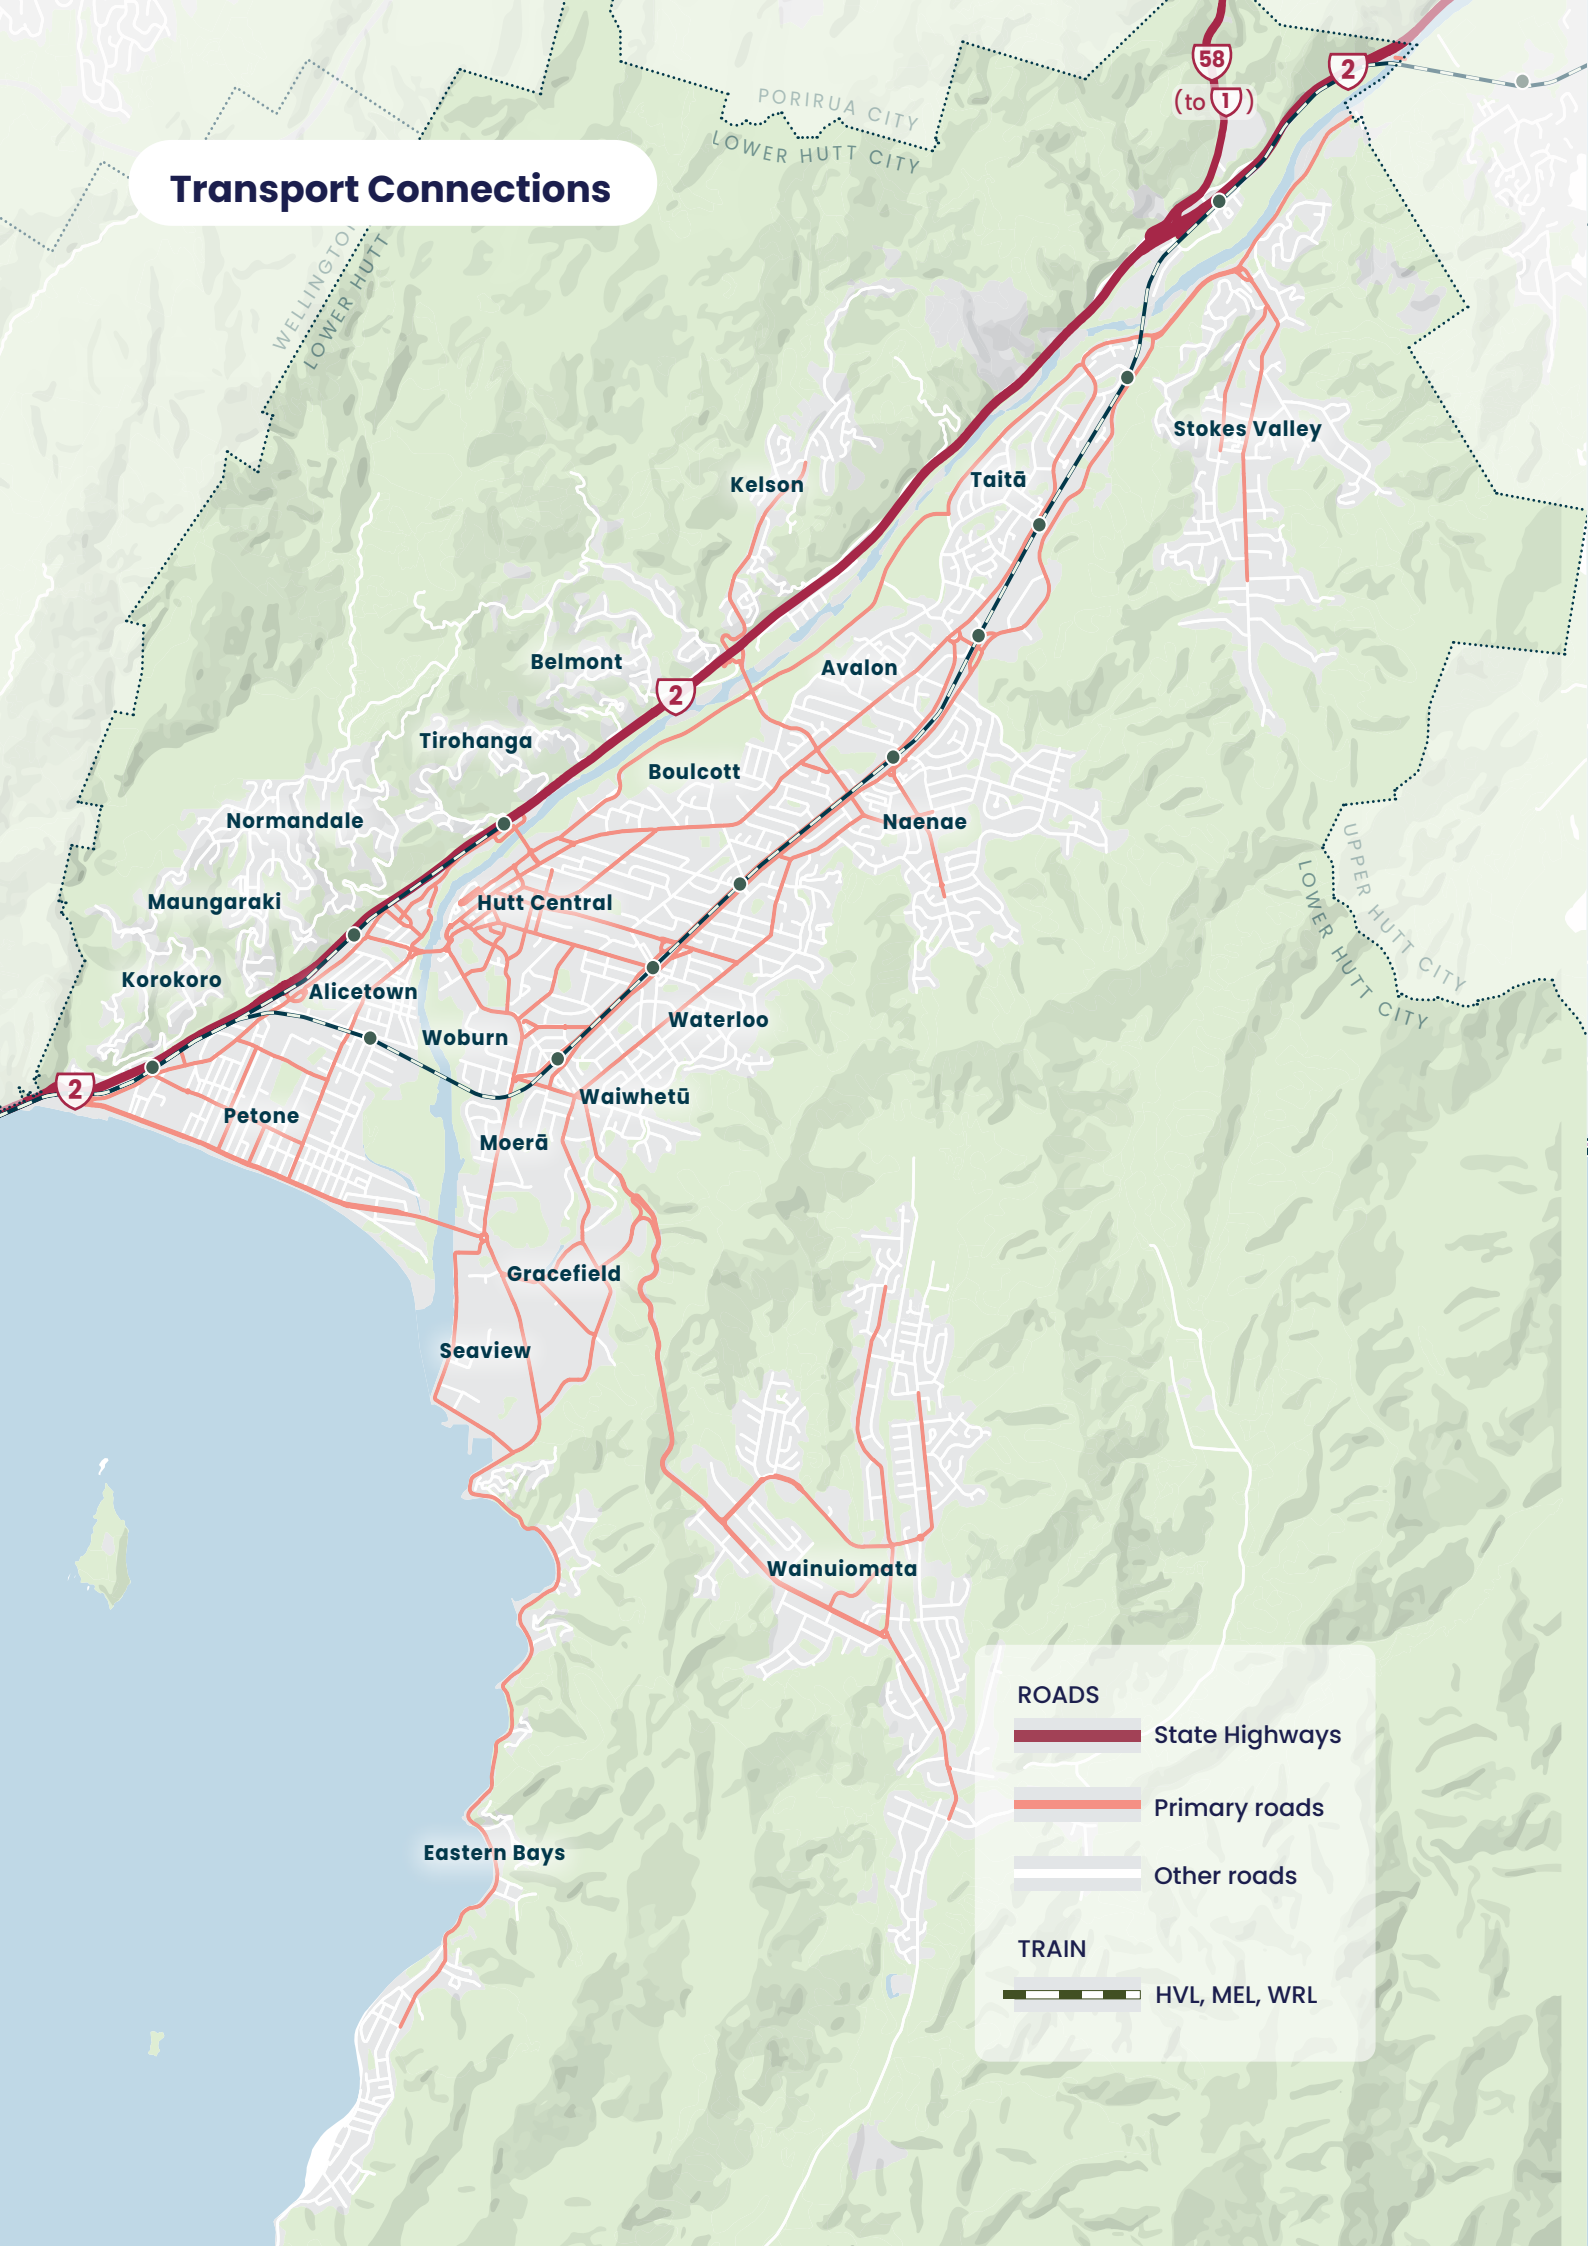 58
2
(to 1)
PORIRUA CITY
LOWER HUTT CITY
Transport Connections
WELLINGTON
LOWER HUTT
Stokes Valley
Taitā
Kelson
Belmont
Avalon
2
Tirohanga
Boulcott
Normandale
Naenae
UPPER HUTT CITY
LOWER HUTT CITY
Maungaraki
Hutt Central
Korokoro
Alicetown
Waterloo
Woburn
2
Waiwhetū
Petone
Moerā
Gracefield
Seaview
Wainuiomata
Eastern Bays
ROADS
State Highways
Primary roads
Other roads
TRAIN
HVL, MEL, WRL